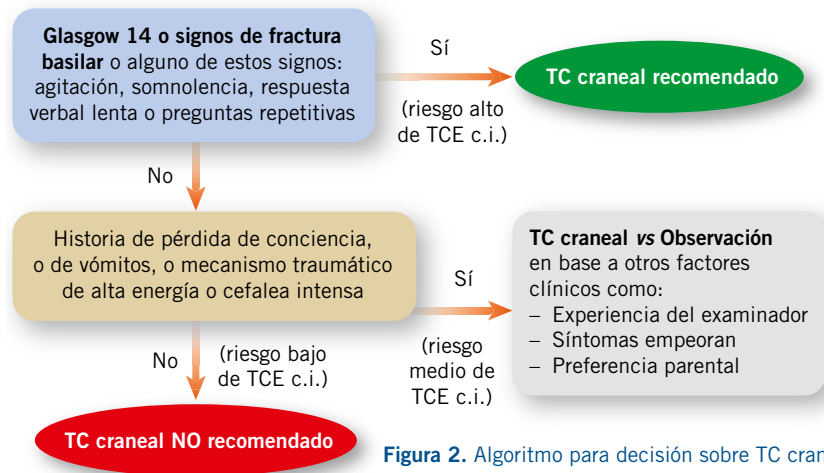 Glasgow 14 o signos de fractura
basilar o alguno de estos signos:
agitación, somnolencia, respuesta
verbal lenta o preguntas repetitivas
Sí
(riesgo alto
de TCE c.i.)
TC craneal recomendado
No
Historia de pérdida de conciencia,
o de vómitos, o mecanismo traumático
de alta energía o cefalea intensa
Sí
(riesgo
medio de
TCE c.i.)
TC craneal vs Observación
en base a otros factores
clínicos como:
– Experiencia del examinador
– Síntomas empeoran
– Preferencia parental
No
(riesgo bajo
de TCE c.i.)
TC craneal NO recomendado
Figura 2. Algoritmo para decisión sobre TC cran